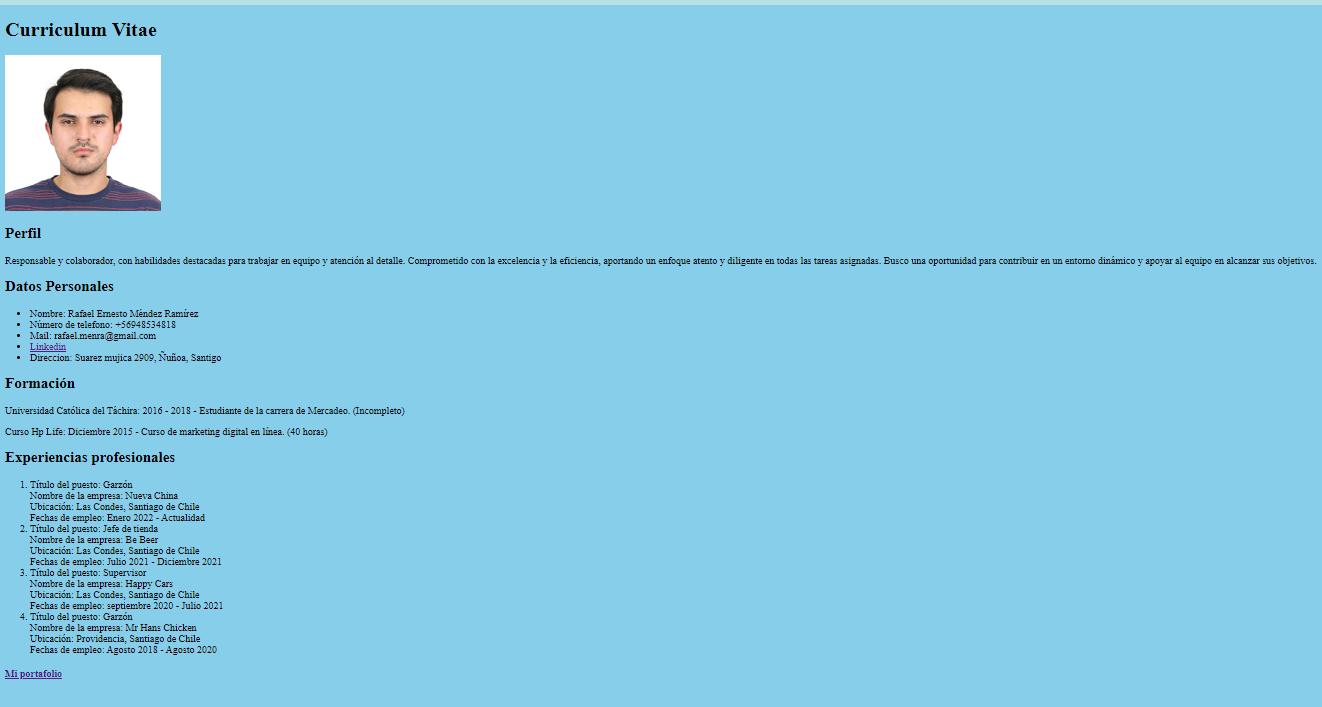 Curriculum Vitae
Perfil
Responsable y colaborador, con habilidades destacadas para trabajar en equipo y atención al detalle. Comprometido con la excelencia y la eficiencia, aportando un enfoque atento y diligente en todas las tareas asignadas. Busco una oportunidad para contribuir en un entorno dinámico y apoyar al equipo en alcanzar sus objetivos.
Datos Personales
• Nombre: Rafael Ernesto Méndez Ramírez
• Número de telefono: +56948534818
• Mail: rafael.menra@gmail.com
• Linkedin
• Direccion: Suarez mujica 2909, Ñuñoa, Santigo
Formación
Universidad Católica del Táchira: 2016 - 2018 - Estudiante de la carrera de Mercadeo. (Incompleto)
Curso Hp Life: Diciembre 2015 - Curso de marketing digital en línea. (40 horas)
Experiencias profesionales
1. Título del puesto: Garzón
Nombre de la empresa: Nueva China
Ubicación: Las Condes, Santiago de Chile
Fechas de empleo: Enero 2022 - Actualidad
2. Título del puesto: Jefe de tienda
Nombre de la empresa: Be Beer
Ubicación: Las Condes, Santiago de Chile
Fechas de empleo: Julio 2021 - Diciembre 2021
3. Título del puesto: Supervisor
Nombre de la empresa: Happy Cars
Ubicación: Las Condes, Santiago de Chile
Fechas de empleo: septiembre 2020 - Julio 2021
4. Título del puesto: Garzón
Nombre de la empresa: Mr Hans Chicken
Ubicación: Providencia, Santiago de Chile
Fechas de empleo: Agosto 2018 - Agosto 2020
Mi portafolio